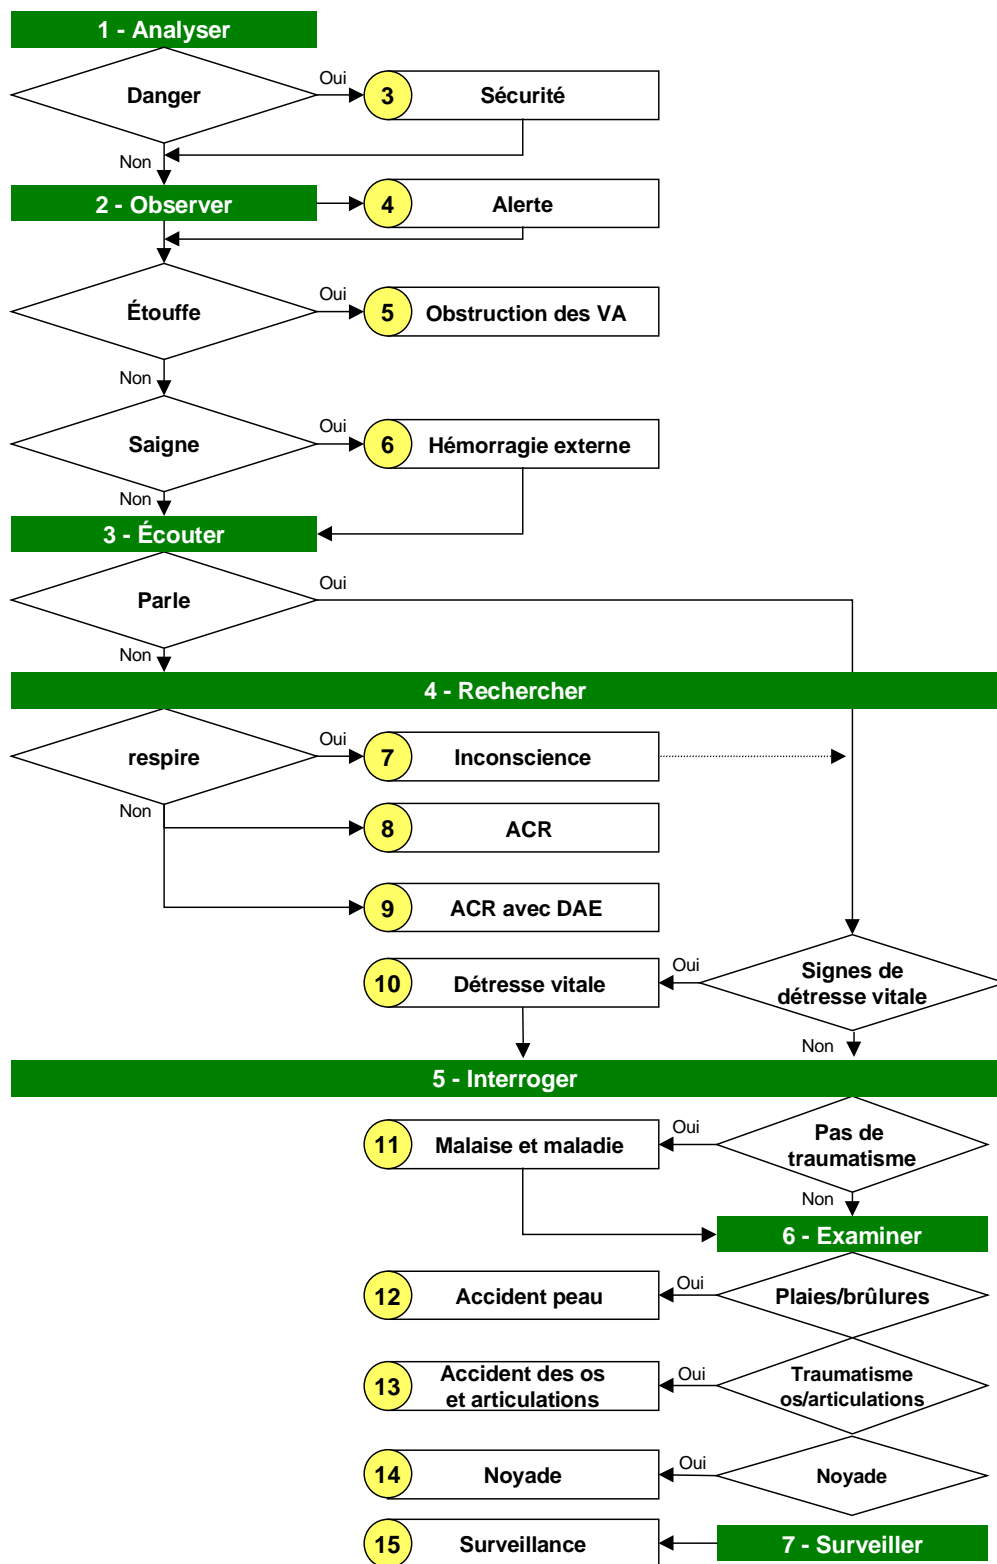 1 - Analyser
Danger
Oui
3
Sécurité
Non
2 - Observer
4
Alerte
Étouffe
Oui
5
Obstruction des VA
Non
Saigne
Oui
6
Hémorragie externe
Non
3 - Écouter
Parle
Oui
Non
4 - Rechercher
respire
Oui
7
Inconscience
Non
8
ACR
9
ACR avec DAE
10
Détresse vitale
Oui
Signes de
détresse vitale
Non
5 - Interroger
11
Malaise et maladie
Oui
Pas de
traumatisme
Non
6 - Examiner
12
Accident peau
Oui
Plaies/brûlures
13
Accident des os
et articulations
Oui
Traumatisme
os/articulations
14
Noyade
Oui
Noyade
15
Surveillance
7 - Surveiller